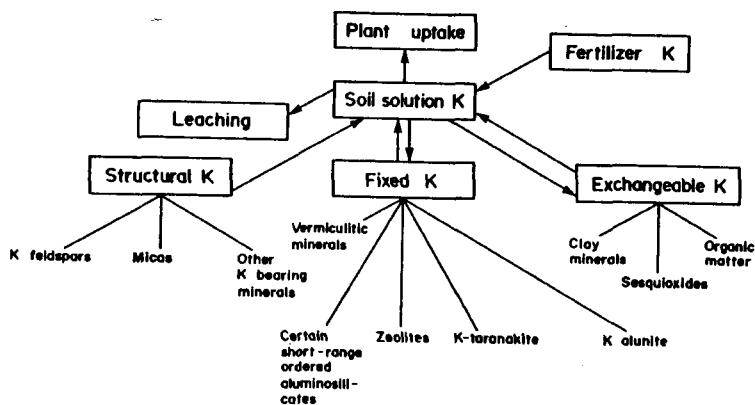 Plant uptake
Fertilizer K
Soil solution K
Leaching
Structural K
Fixed K
Exchangeable K
Vermiculitic
minerals
K feldspars
Micas
Other
K bearing
minerals
Clay
minerals
Organic
matter
Sesquioxides
Certain
short-range
ordered
aluminosili-
cates
Zeolites
K-taranakite
K alunite